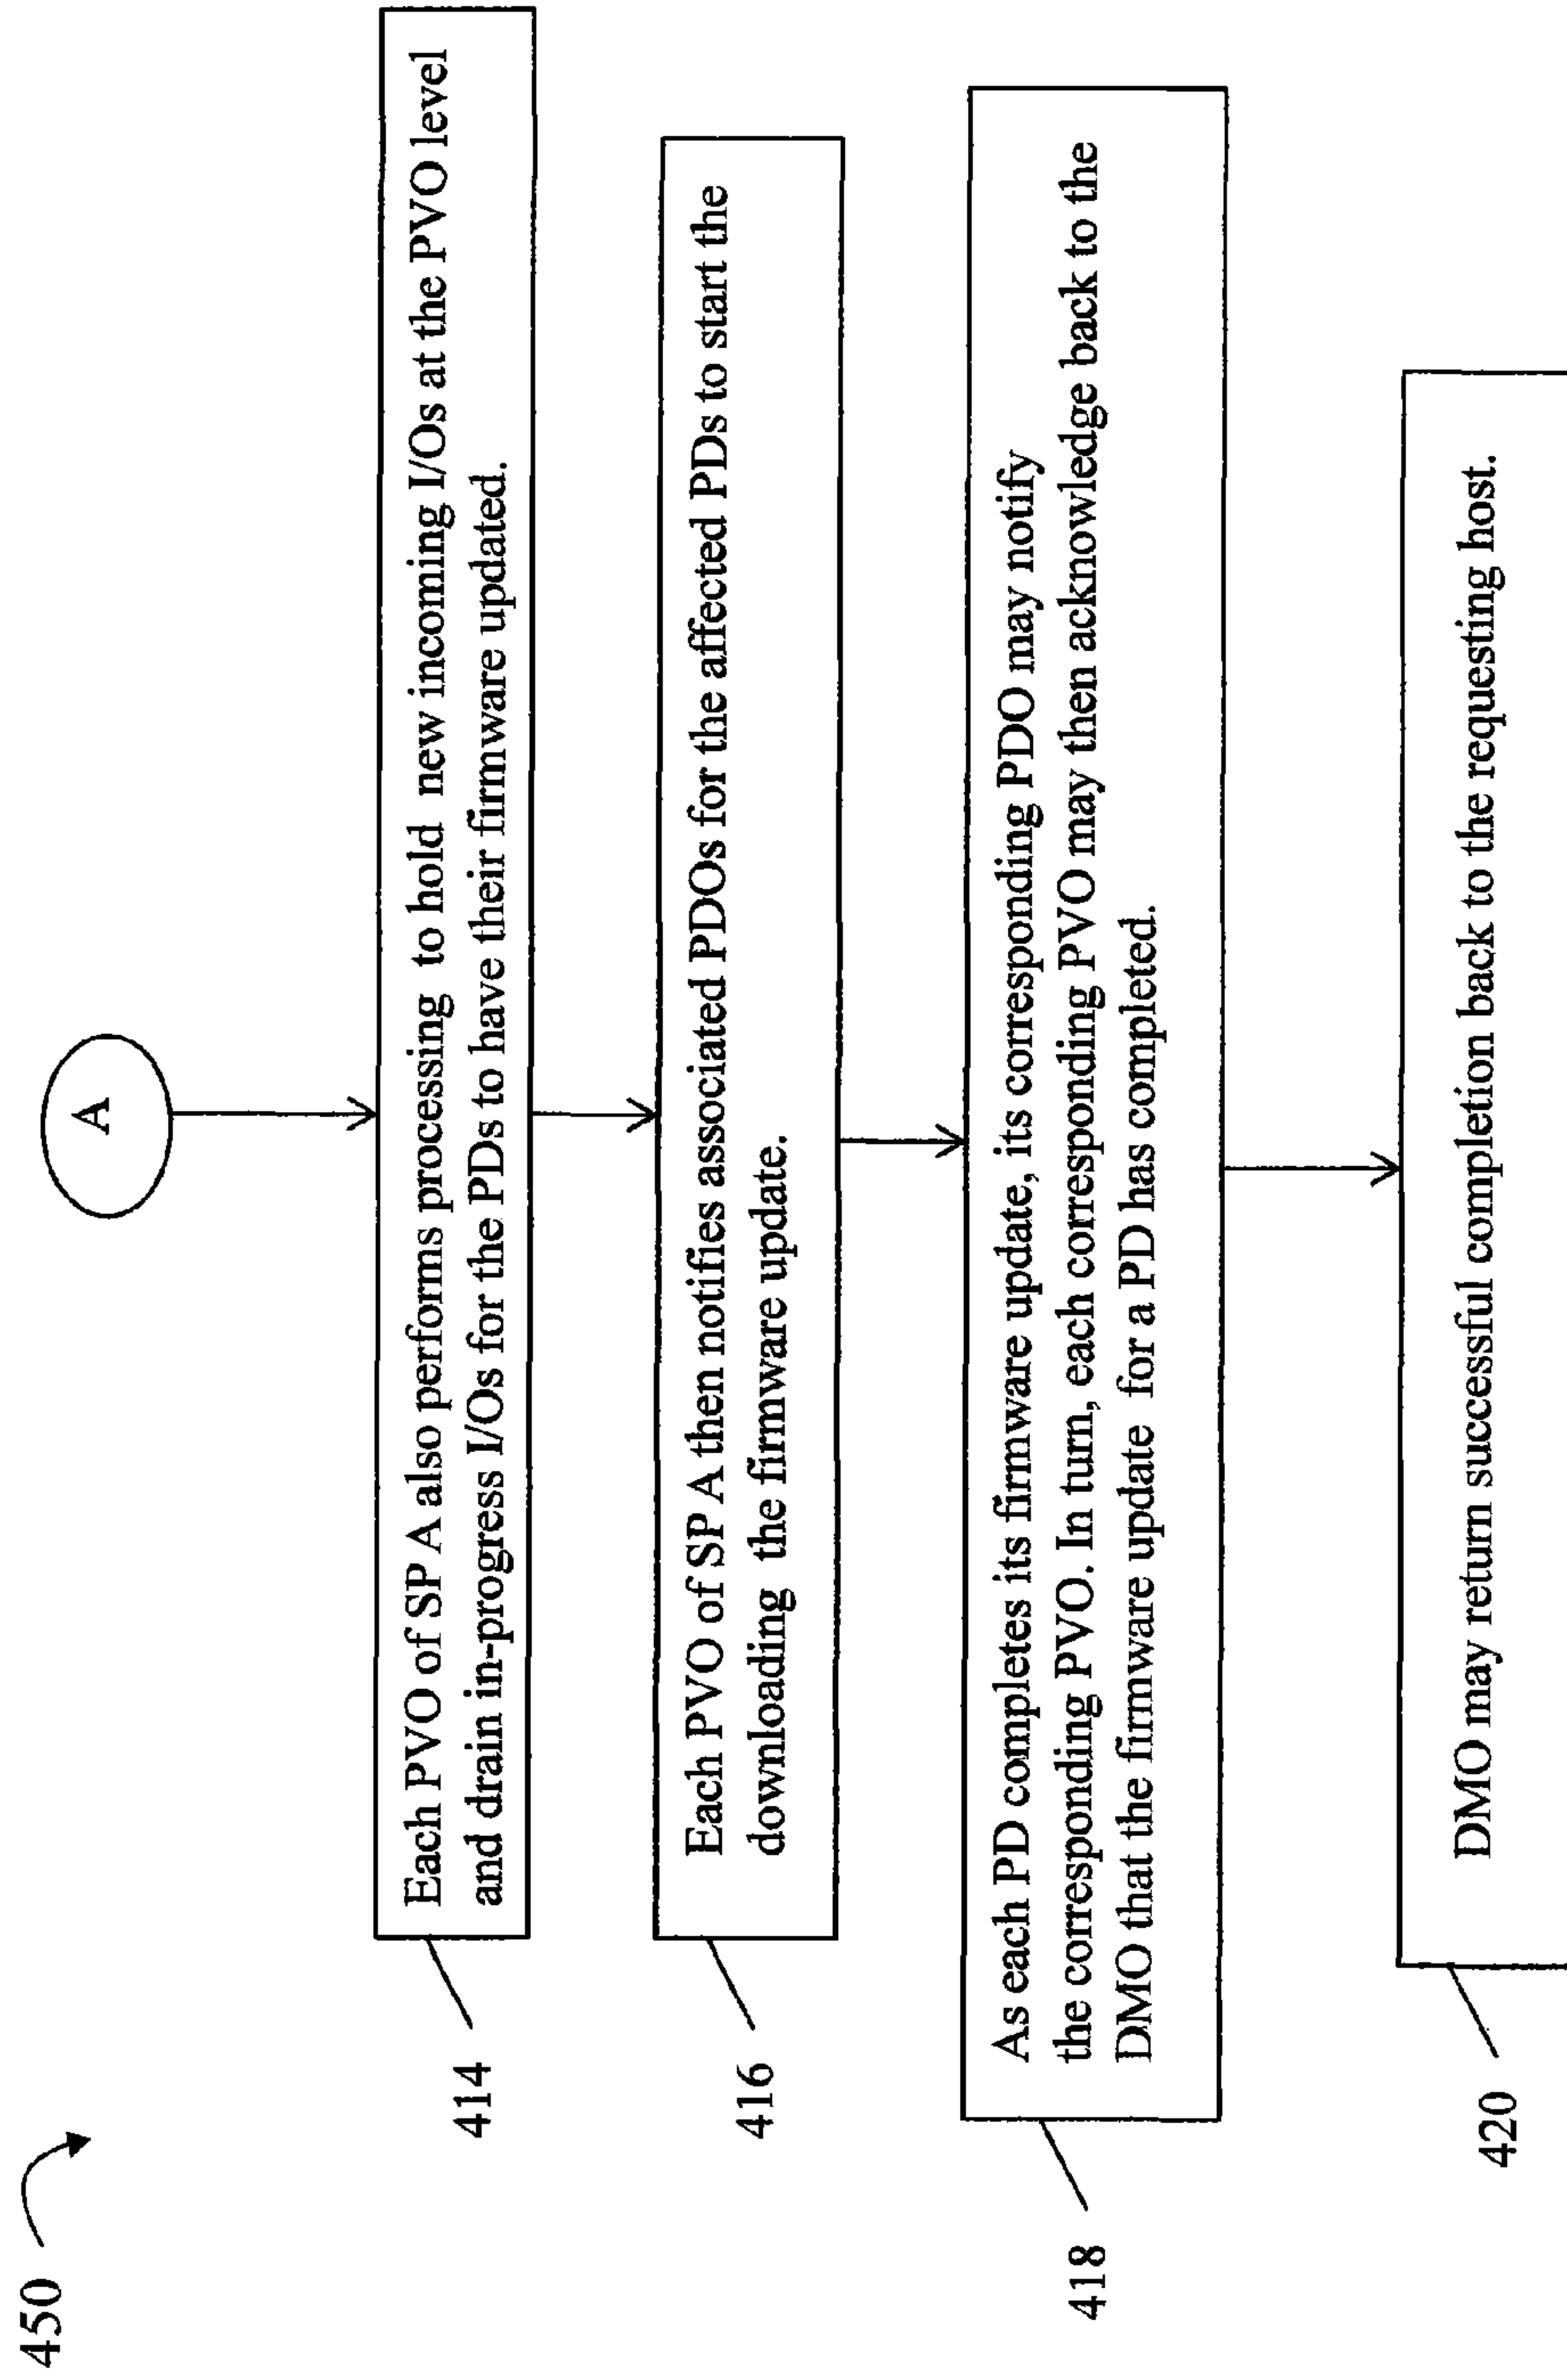 450
A
414
Each PVO of SP A also performs processing to hold new incoming I/Os at the PVO level
and drain in-progress I/Os for the PDs to have their firmware updated.
416
Each PVO of SP A then notifies associated PDOs for the affected PDs to start the
downloading the firmware update.
418
As each PD completes its firmware update, its corresponding PDO may notify
the corresponding PVO. In turn, each corresponding PVO may then acknowledge back to the
DMO that the firmware update for a PD has completed.
420
DMO may return successful completion back to the requesting host.